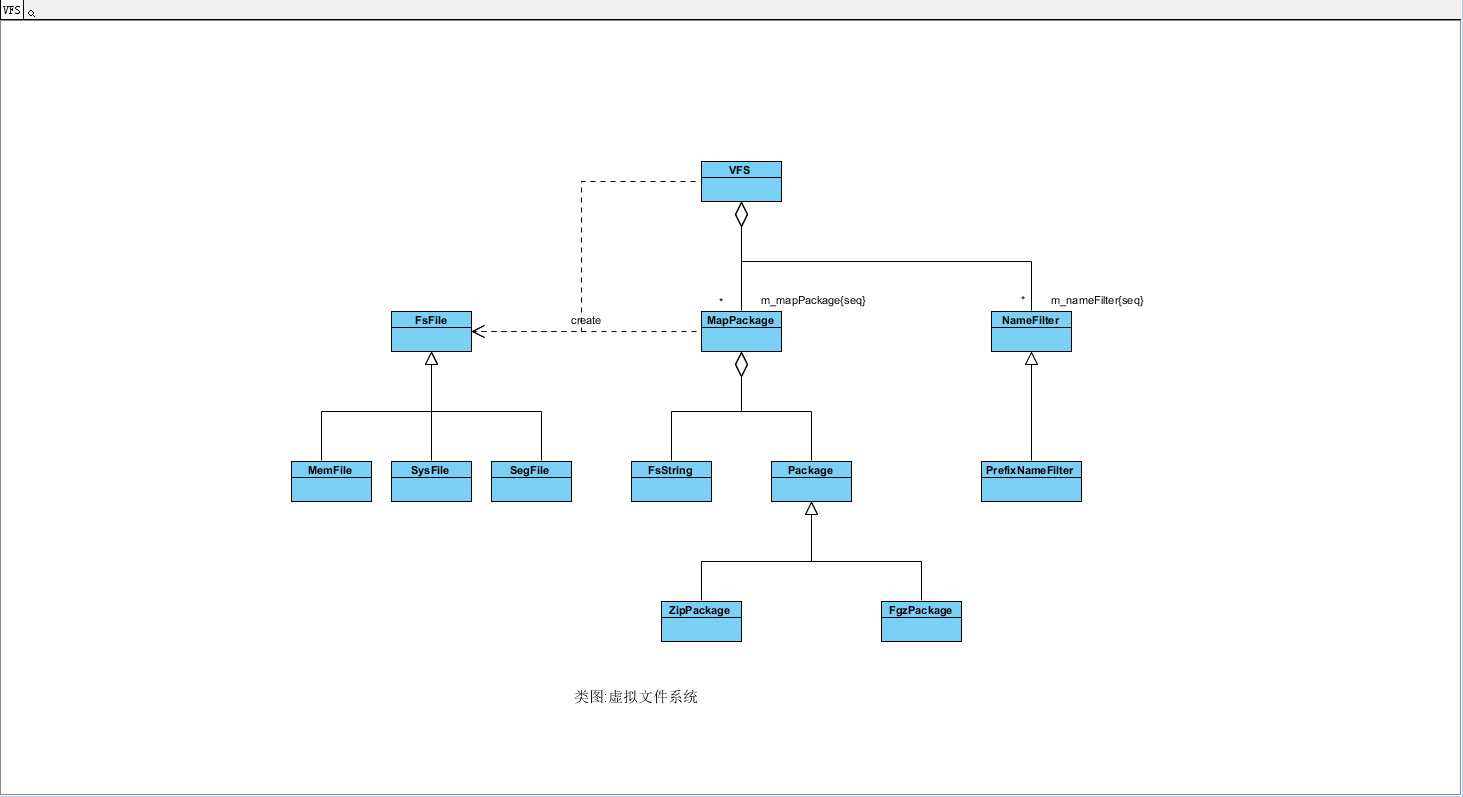 VFS
VFS
* m_mapPackage{seq}
* m_nameFilter{seq}
FsFile
create
MapPackage
NameFilter
MemFile
SysFile
SegFile
FsString
Package
PrefixNameFilter
ZipPackage
FgzPackage
类图:虚拟文件系统